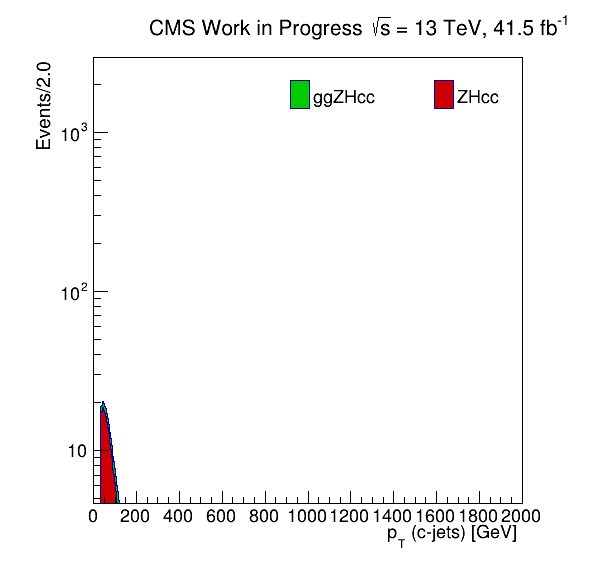 CMS Work in Progress √s = 13 TeV, 41.5 fb⁻¹
Events/2.0
ggZHcc ZHcc
10³
10²
10
0 200 400 600 800 1000 1200 1400 1600 1800 2000
p_T (c-jets) [GeV]